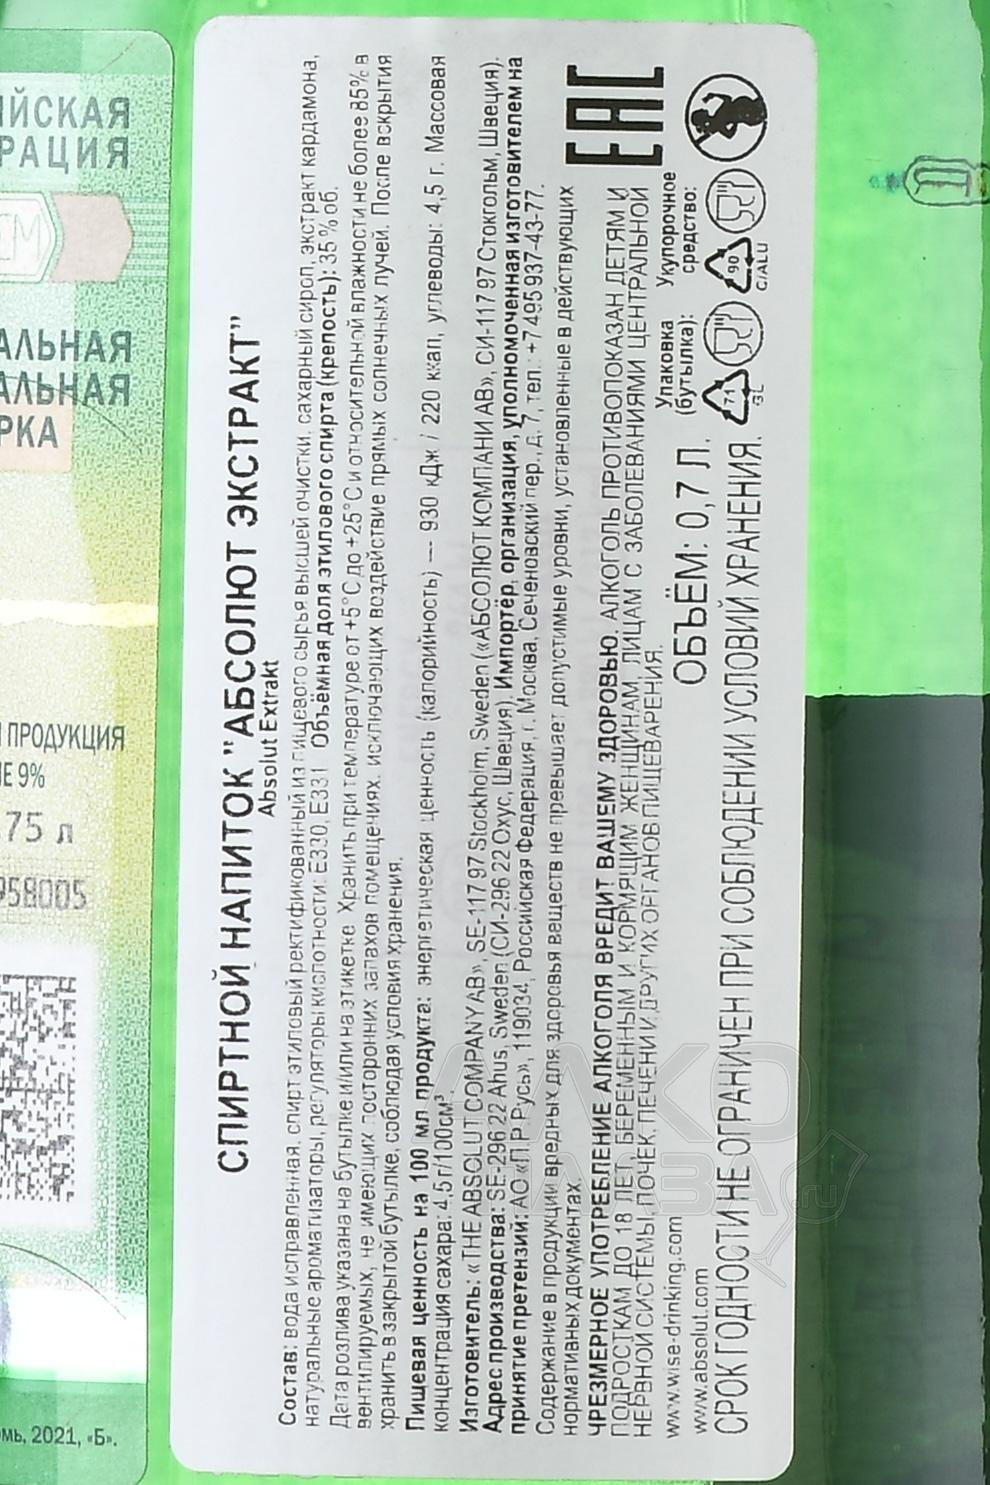 ЙСКАЯ
РАЦИЯ
АЛЬНАЯ
АЛЬНАЯ
РКА
ПРОДУКЦИЯ
9%
75 л
958005
2021, «Б».
СПИРТНОЙ НАПИТОК "АБСОЛЮТ ЭКСТРАКТ"
Absolut Extrakt
Состав: вода исправленная, спирт этиловый ректификованный из пищевого сырья высшей очистки, сахарный сироп, экстракт кардамона,
натуральные ароматизаторы, регуляторы кислотности: Е330, Е331 Объёмная доля этилового спирта (крепость): 35 % об.
Дата розлива указана на бутылке и/или на этикетке. Хранить при температуре от +5°С до +25°С и относительной влажности не более 85% в
вентилируемых, не имеющих посторонних запахов помещениях, исключающих воздействие прямых солнечных лучей. После вскрытия
хранить в закрытой бутылке, соблюдая условия хранения.
Пищевая ценность на 100 мл продукта: энергетическая ценность (калорийность) — 930 кДж / 220 ккал, углеводы: 4,5 г. Массовая
концентрация сахара: 4,5 г/100см³
Изготовитель: «THE ABSOLUT COMPANY AB», SE-117 97 Stockholm, Sweden («АБСОЛЮТ КОМПАНИ АВ», СИ-117 97 Стокгольм, Швеция).
Адрес производства: SE-296 22 Ahus, Sweden (СИ-296 22 Охус, Швеция). Импортёр, организация, уполномоченная изготовителем на
принятие претензий: АО «П. Р. Русь», 119034, Российская Федерация, г. Москва, Сеченовский пер., д. 7, тел.: +7 495 937-43-77.
Содержание в продукции вредных для здоровья веществ не превышает допустимые уровни, установленные в действующих
нормативных документах.
ЧРЕЗМЕРНОЕ УПОТРЕБЛЕНИЕ АЛКОГОЛЯ ВРЕДИТ ВАШЕМУ ЗДОРОВЬЮ. АЛКОГОЛЬ ПРОТИВОПОКАЗАН ДЕТЯМ И
ПОДРОСТКАМ ДО 18 ЛЕТ, БЕРЕМЕННЫМ И КОРМЯЩИМ ЖЕНЩИНАМ, ЛИЦАМ С ЗАБОЛЕВАНИЯМИ ЦЕНТРАЛЬНОЙ
НЕРВНОЙ СИСТЕМЫ, ПОЧЕК, ПЕЧЕНИ И ДРУГИХ ОРГАНОВ ПИЩЕВАРЕНИЯ.
www.wise-drinking.com
www.absolut.com
ОБЪЁМ: 0,7 Л.
СРОК ГОДНОСТИ НЕ ОГРАНИЧЕН ПРИ СОБЛЮДЕНИИ УСЛОВИЙ ХРАНЕНИЯ.
Упаковка
(бутылка):
71
GL
Укупорочное
средство:
90
C/ALU
EAC